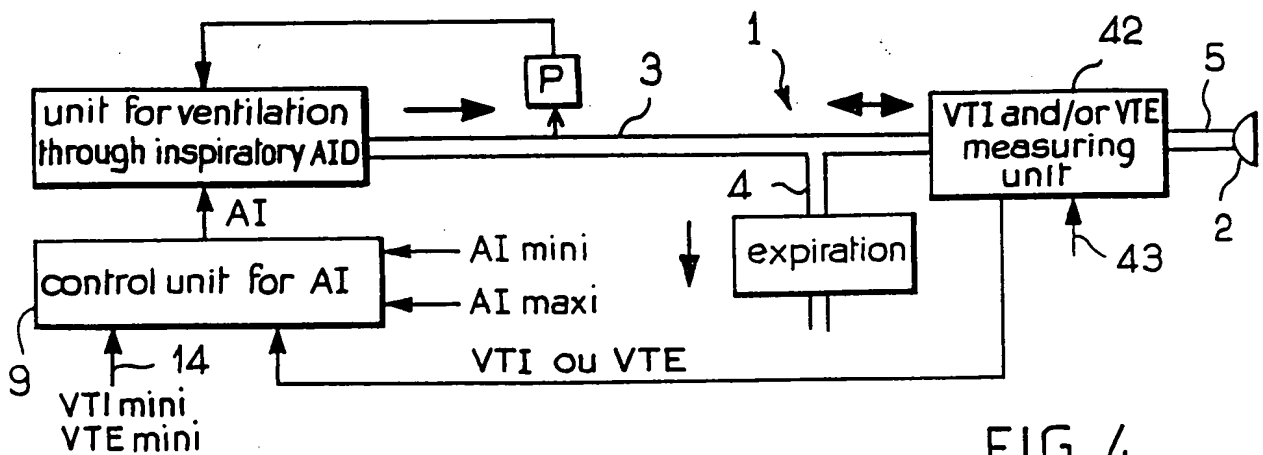 1
42
5
3
P
unit for ventilation
through inspiratory AID
VTI and/or VTE
measuring
unit
4
2
AI
expiration
43
control unit for AI
AI mini
AI maxi
9
14
VTI ou VTE
VTI mini
VTE mini
FIG 4